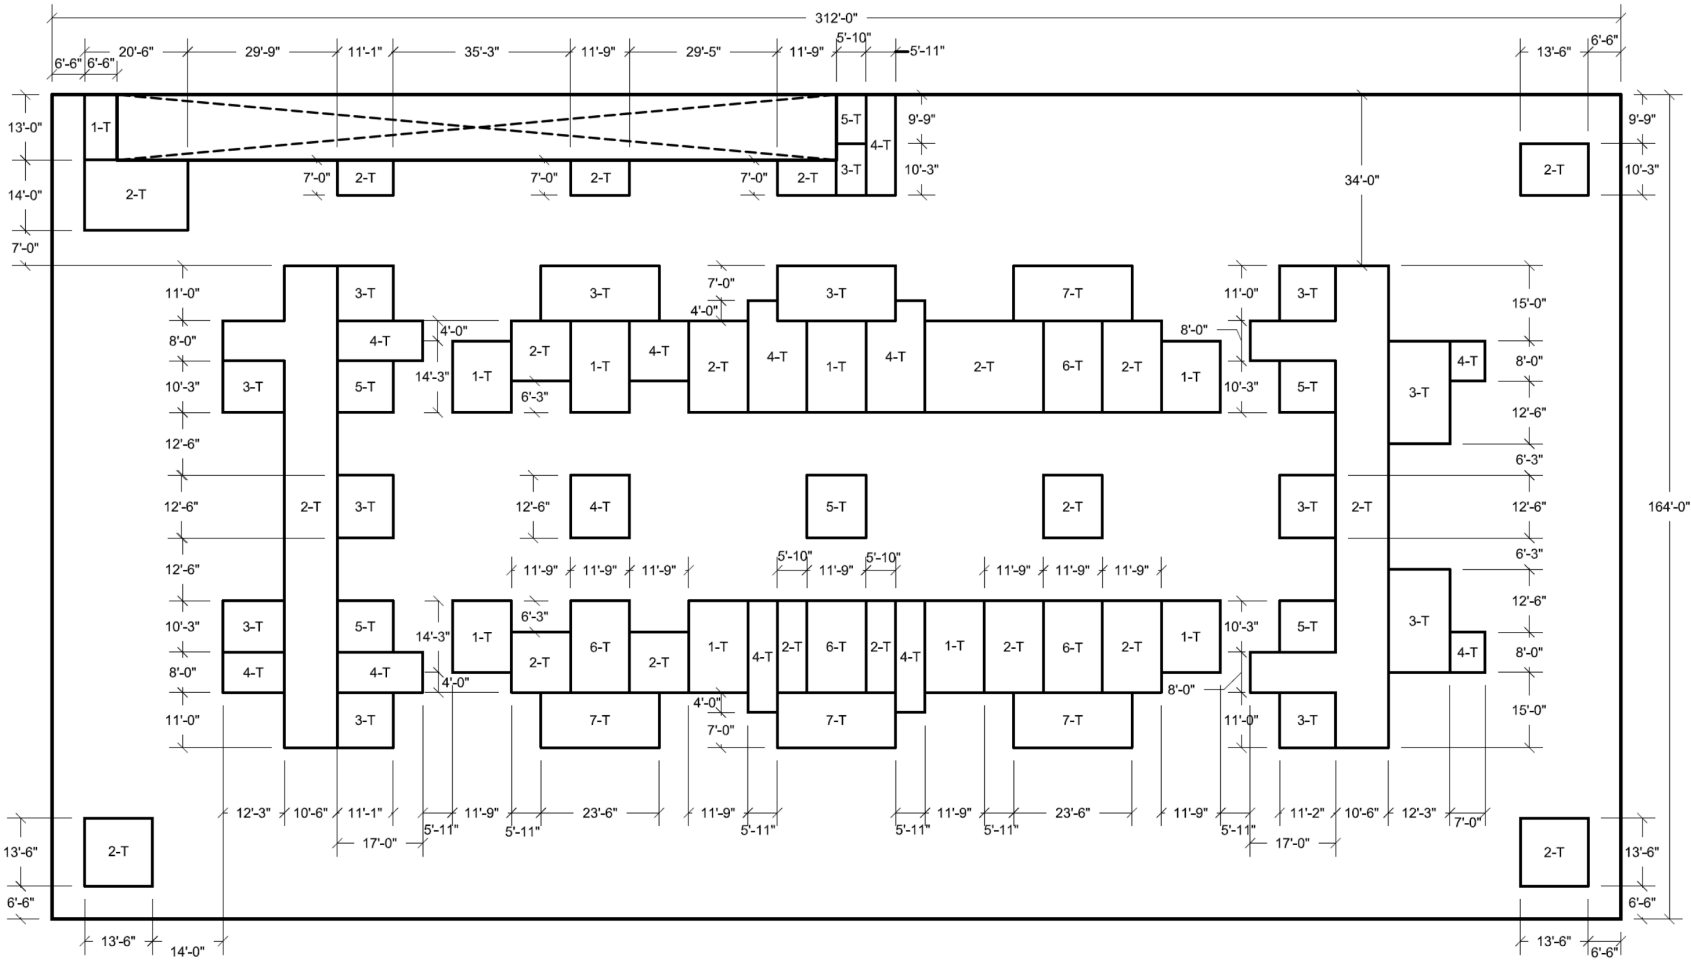 312'-0"
20'-6" 29'-9" 11'-1" 35'-3" 11'-9" 29'-5" 11'-9" 5'-10" 5'-11" 13'-6" 6'-6"
6'-6" 6'-6"
13'-0" 1-T 5-T 4-T 9'-9" 9'-9"
14'-0" 2-T 7'-0" 2-T 7'-0" 2-T 7'-0" 2-T 3-T 10'-3" 34'-0" 2-T 10'-3"
7'-0"
11'-0" 3-T 3-T 7'-0" 3-T 7-T 11'-0" 3-T 15'-0"
4'-0"
8'-0" 4-T 4'-0" 8'-0"
2-T 1-T 4-T 2-T 4-T 1-T 4-T 2-T 6-T 2-T 4-T 8'-0"
10'-3" 3-T 5-T 14'-3" 1-T 6'-3" 1-T 10'-3" 5-T 3-T 12'-6"
12'-6" 6'-3"
12'-6" 2-T 3-T 12'-6" 4-T 5-T 2-T 3-T 2-T 12'-6" 164'-0"
12'-6" 11'-9" 11'-9" 11'-9" 5'-10" 11'-9" 5'-10" 11'-9" 11'-9" 11'-9" 6'-3"
10'-3" 3-T 5-T 14'-3" 1-T 6'-3" 1-T 10'-3" 5-T 3-T 12'-6"
2-T 6-T 2-T 1-T 4-T 2-T 6-T 2-T 4-T 1-T 2-T 6-T 2-T
8'-0" 4-T 4-T 4'-0" 8'-0" 4-T 8'-0"
4'-0"
11'-0" 3-T 7-T 7'-0" 7-T 7-T 11'-0" 3-T 15'-0"
12'-3" 10'-6" 11'-1" 5'-11" 11'-9" 5'-11" 23'-6" 11'-9" 5'-11" 5'-11" 11'-9" 5'-11" 23'-6" 11'-9" 5'-11" 11'-2" 10'-6" 12'-3" 7'-0"
17'-0" 17'-0"
13'-6" 2-T 2-T 13'-6"
6'-6" 6'-6"
13'-6" 14'-0" 13'-6" 6'-6"